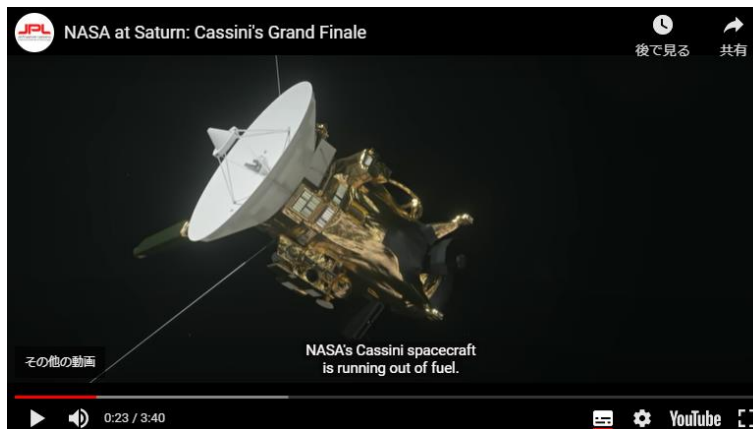 JPL
NASA at Saturn: Cassini's Grand Finale
後で見る
共有
NASA's Cassini spacecraft
is running out of fuel.
その他の動画
0:23 / 3:40
YouTube